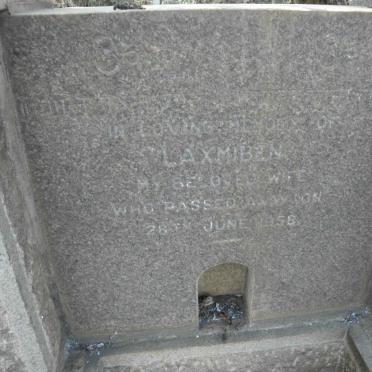 ૐ
IN LOVING MEMORY OF
LAXMIBEN
MY BELOVED WIFE
WHO PASSED AWAY ON
28TH JUNE 1958